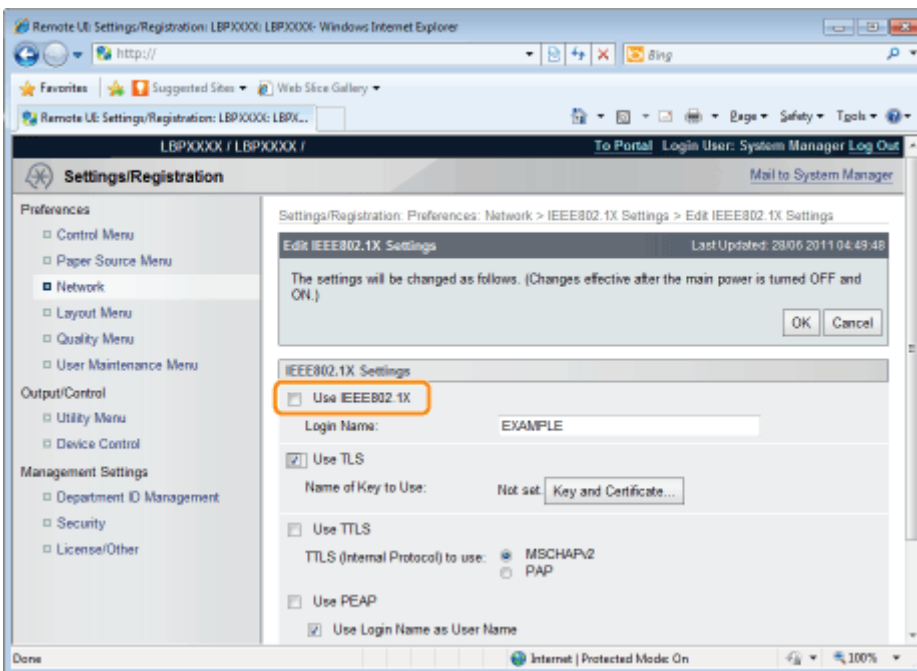 Remote UI: Settings/Registration: LBPXXXX: LBPXXXX- Windows Internet Explorer
http://
Bing
Favorites Suggested Sites Web Slice Gallery
Remote UI: Settings/Registration: LBPXXXX: LBPX... Page Safety Tools
LBPXXXX / LBPXXXX / To Portal Login User: System Manager Log Out
Settings/Registration Mail to System Manager
Preferences
Control Menu
Paper Source Menu
Network
Layout Menu
Quality Menu
User Maintenance Menu
Output/Control
Utility Menu
Device Control
Management Settings
Department ID Management
Security
License/Other
Settings/Registration: Preferences: Network > IEEE802.1X Settings > Edit IEEE802.1X Settings
Edit IEEE802.1X Settings Last Updated: 28/06 2011 04:49:48
The settings will be changed as follows. (Changes effective after the main power is turned OFF and
ON.)
OK Cancel
IEEE802.1X Settings
Use IEEE802.1X
Login Name: EXAMPLE
Use TLS
Name of Key to Use: Not set. Key and Certificate...
Use TTLS
TTLS (Internal Protocol) to use: MSCHAPv2
PAP
Use PEAP
Use Login Name as User Name
Done Internet | Protected Mode: On 100%